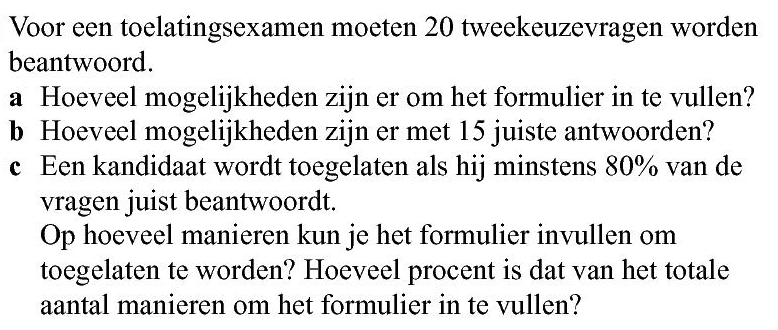 Voor een toelatingsexamen moeten 20 tweekeuzevragen worden
beantwoord.
a Hoeveel mogelijkheden zijn er om het formulier in te vullen?
b Hoeveel mogelijkheden zijn er met 15 juiste antwoorden?
c Een kandidaat wordt toegelaten als hij minstens 80% van de
vragen juist beantwoordt.
Op hoeveel manieren kun je het formulier invullen om
toegelaten te worden? Hoeveel procent is dat van het totale
aantal manieren om het formulier in te vullen?